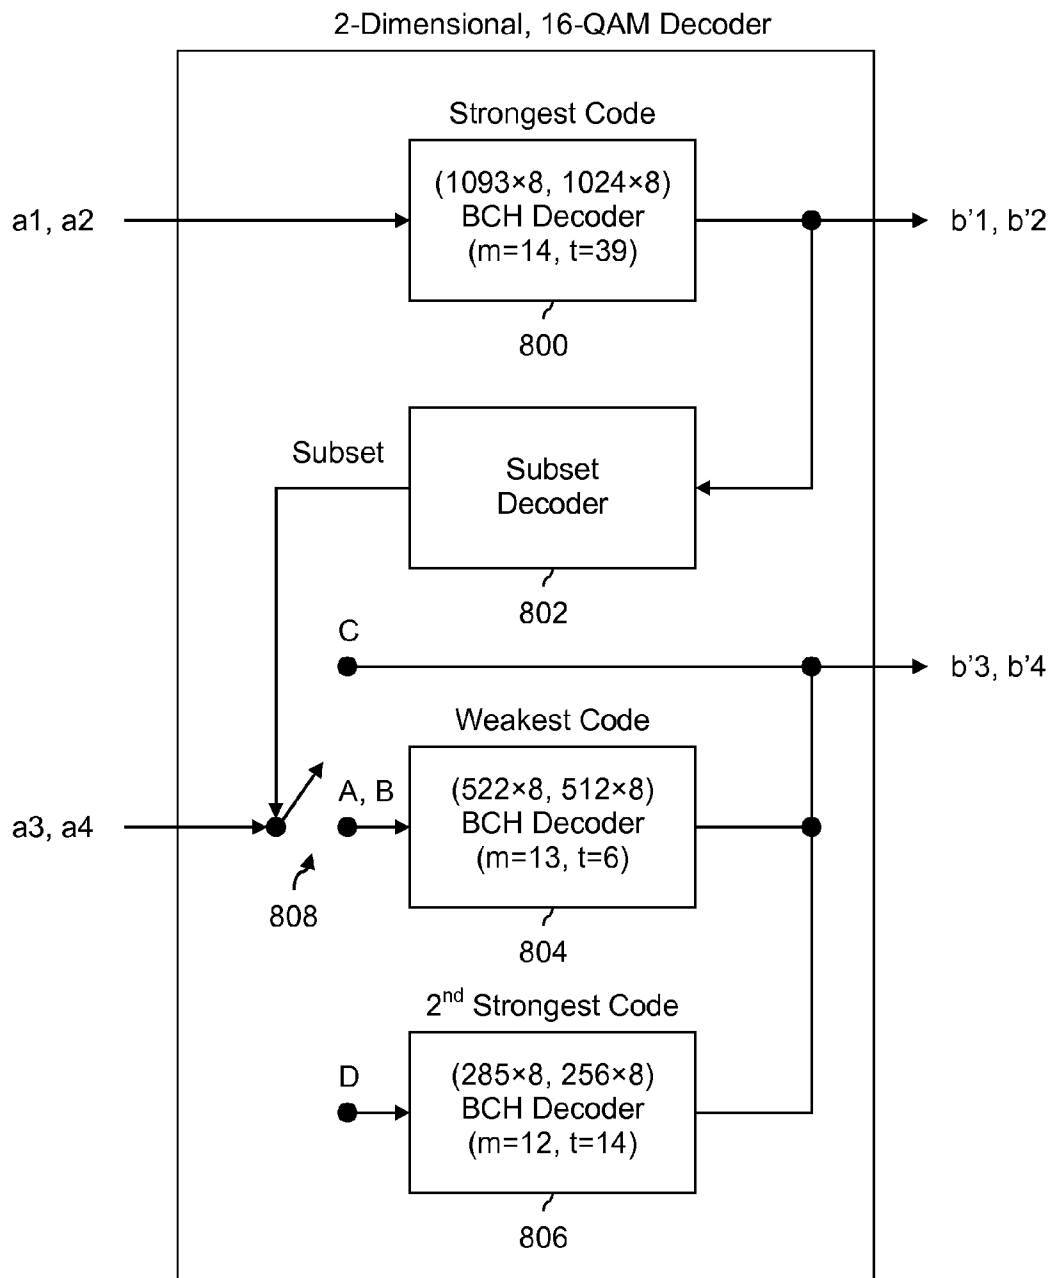 2-Dimensional, 16-QAM Decoder
Strongest Code
(1093×8, 1024×8)
BCH Decoder
(m=14, t=39)
a1, a2
b’1, b’2
800
Subset
Subset
Decoder
802
C
b’3, b’4
Weakest Code
A, B
(522×8, 512×8)
BCH Decoder
(m=13, t=6)
a3, a4
808
804
2nd Strongest Code
D
(285×8, 256×8)
BCH Decoder
(m=12, t=14)
806